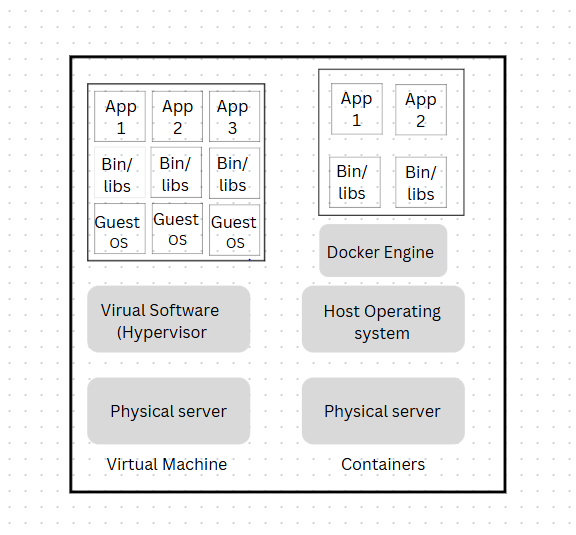 App
1
App
2
App
3
Bin/
libs
Bin/
libs
Bin/
libs
Guest
OS
Guest
OS
Guest
OS
Virual Software
(Hypervisor
Physical server
Virtual Machine
App
1
App
2
Bin/
libs
Bin/
libs
Docker Engine
Host Operating
system
Physical server
Containers